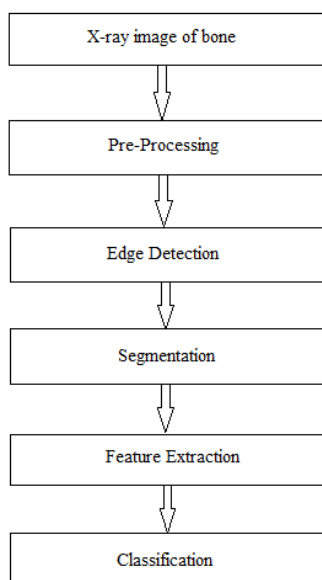 X-ray image of bone
Pre-Processing
Edge Detection
Segmentation
Feature Extraction
Classification